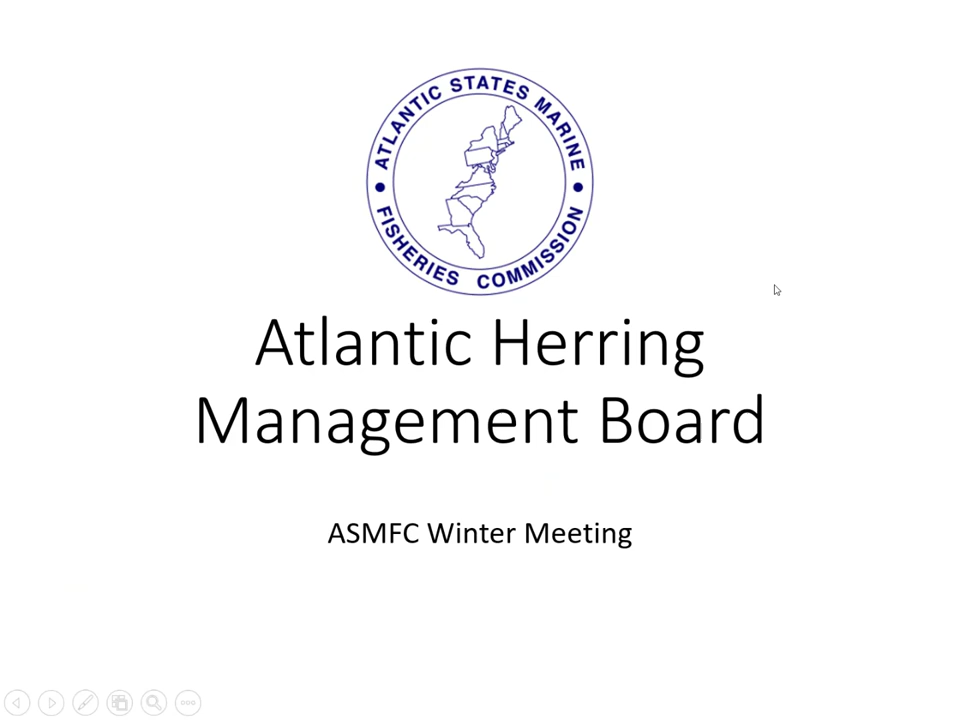 ATLANTIC STATES MARINE
FISHERIES COMMISSION
Atlantic Herring
Management Board
ASMFC Winter Meeting